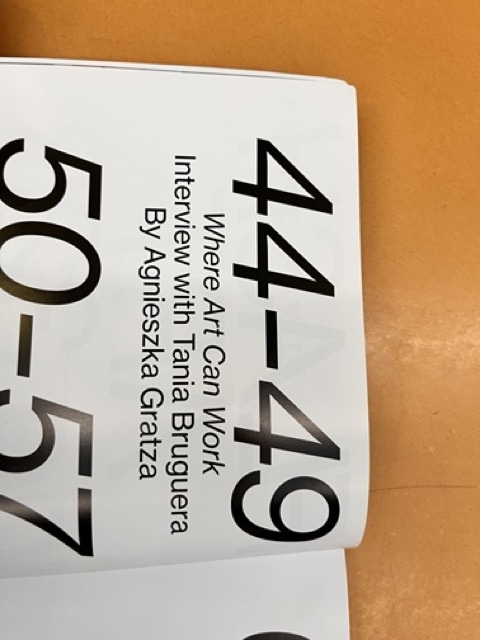 44–49
Where Art Can Work
Interview with Tania Bruguera
By Agnieszka Gratza
50–57